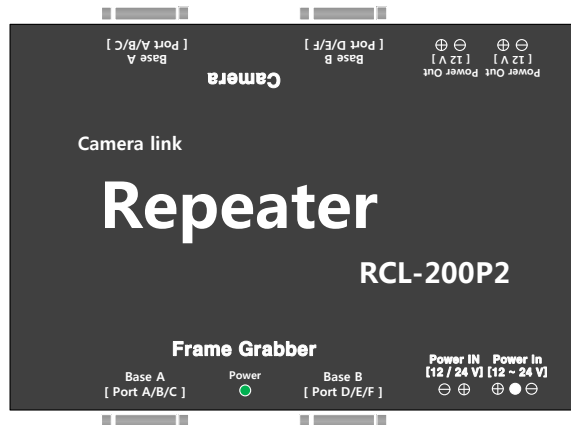 Camera
Base A
[ Port A/B/C ]
Base B
[ Port D/E/F ]
Power Out
[ 12 V ]
Power Out
[ 12 V ]
Camera link
Repeater
RCL-200P2
Frame Grabber
Base A
[ Port A/B/C ]
Power
Base B
[ Port D/E/F ]
Power IN
[12 / 24 V]
Power In
[12 ~ 24 V]